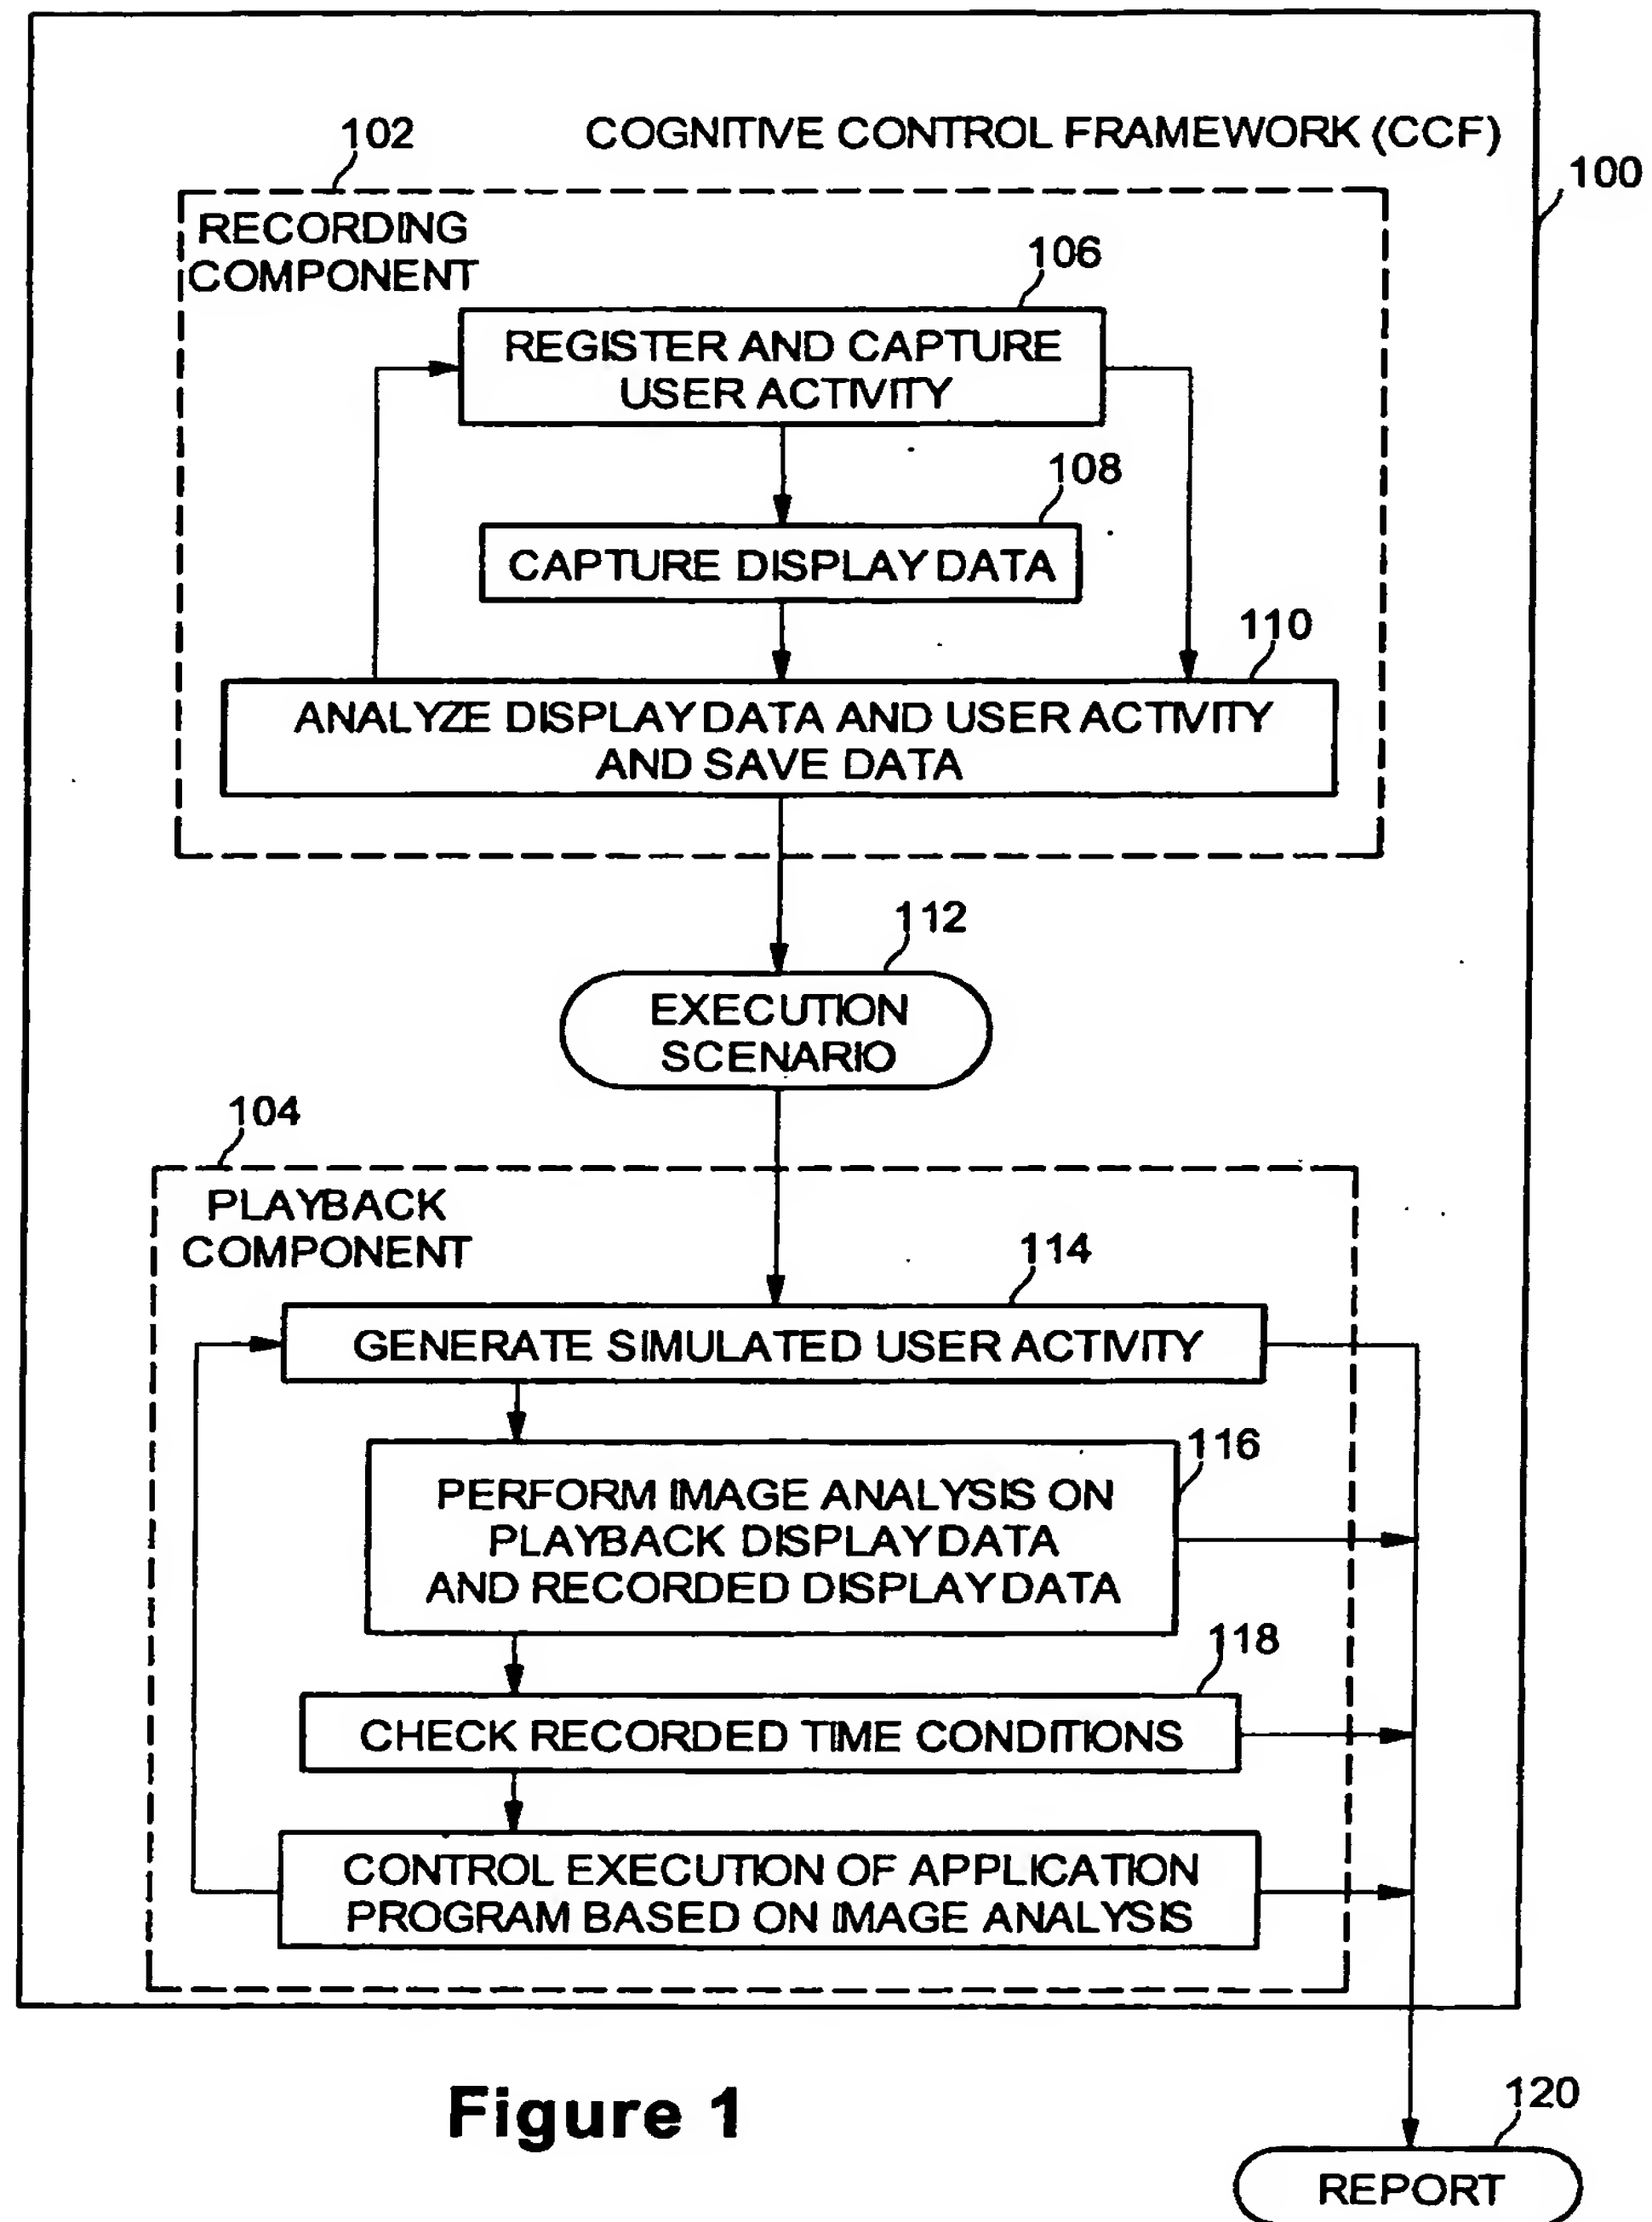 COGNITIVE CONTROL FRAMEWORK (CCF)
100
102
RECORDING
COMPONENT
106
REGISTER AND CAPTURE
USER ACTIVITY
108
CAPTURE DISPLAY DATA
110
ANALYZE DISPLAY DATA AND USER ACTIVITY
AND SAVE DATA
112
EXECUTION
SCENARIO
104
PLAYBACK
COMPONENT
114
GENERATE SIMULATED USER ACTIVITY
116
PERFORM IMAGE ANALYSIS ON
PLAYBACK DISPLAY DATA
AND RECORDED DISPLAY DATA
118
CHECK RECORDED TIME CONDITIONS
CONTROL EXECUTION OF APPLICATION
PROGRAM BASED ON IMAGE ANALYSIS
Figure 1
120
REPORT